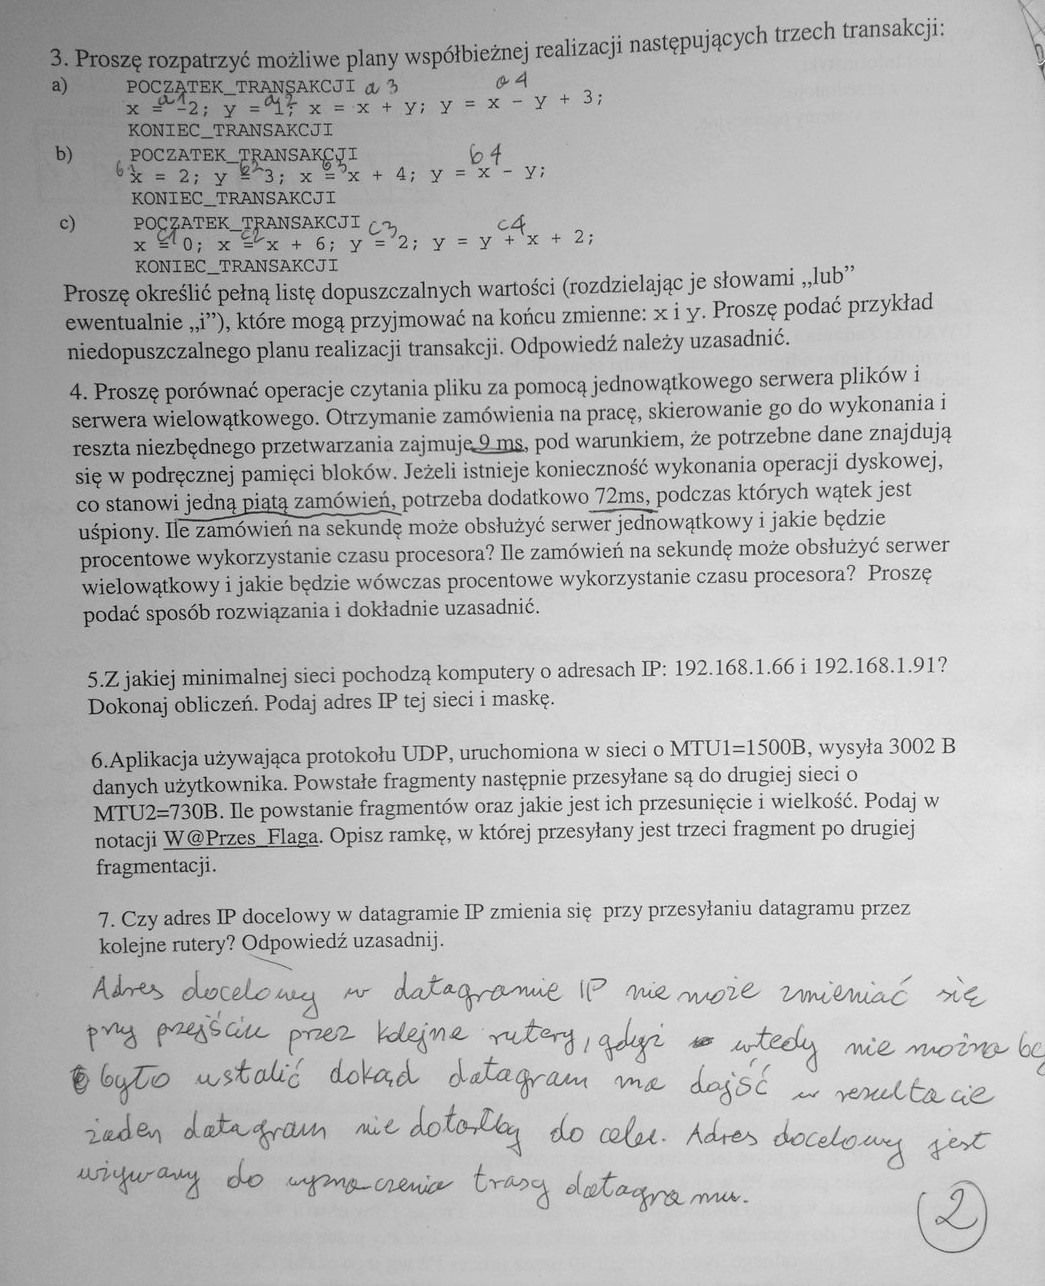 3. Proszę rozpatrzyć możliwe plany współbieżnej realizacji następujących trzech transakcji:
a) POCZĄTEK_TRANSAKCJI a3 a4
a1 a2
x = -2; y = 1; x = x + y; y = x - y + 3;
KONIEC_TRANSAKCJI
b) POCZATEK_TRANSAKCJI b4
b1 b2 b3
x = 2; y = 3; x = x + 4; y = x - y;
KONIEC_TRANSAKCJI
c) POCZĄTEK_TRANSAKCJI c3 c4
c1 c2
x = 0; x = x + 6; y = 2; y = y + x + 2;
KONIEC_TRANSAKCJI
Proszę określić pełną listę dopuszczalnych wartości (rozdzielając je słowami „lub”
ewentualnie „i”), które mogą przyjmować na końcu zmienne: x i y. Proszę podać przykład
niedopuszczalnego planu realizacji transakcji. Odpowiedź należy uzasadnić.
4. Proszę porównać operacje czytania pliku za pomocą jednowątkowego serwera plików i
serwera wielowątkowego. Otrzymanie zamówienia na pracę, skierowanie go do wykonania i
reszta niezbędnego przetwarzania zajmuje 9 ms, pod warunkiem, że potrzebne dane znajdują
się w podręcznej pamięci bloków. Jeżeli istnieje konieczność wykonania operacji dyskowej,
co stanowi jedną piątą zamówień, potrzeba dodatkowo 72ms, podczas których wątek jest
uśpiony. Ile zamówień na sekundę może obsłużyć serwer jednowątkowy i jakie będzie
procentowe wykorzystanie czasu procesora? Ile zamówień na sekundę może obsłużyć serwer
wielowątkowy i jakie będzie wówczas procentowe wykorzystanie czasu procesora? Proszę
podać sposób rozwiązania i dokładnie uzasadnić.
5.Z jakiej minimalnej sieci pochodzą komputery o adresach IP: 192.168.1.66 i 192.168.1.91?
Dokonaj obliczeń. Podaj adres IP tej sieci i maskę.
6.Aplikacja używająca protokołu UDP, uruchomiona w sieci o MTU1=1500B, wysyła 3002 B
danych użytkownika. Powstałe fragmenty następnie przesyłane są do drugiej sieci o
MTU2=730B. Ile powstanie fragmentów oraz jakie jest ich przesunięcie i wielkość. Podaj w
notacji W@Przes_Flaga. Opisz ramkę, w której przesyłany jest trzeci fragment po drugiej
fragmentacji.
7. Czy adres IP docelowy w datagramie IP zmienia się przy przesyłaniu datagramu przez
kolejne rutery? Odpowiedź uzasadnij.
Adres docelowy w datagramie IP nie może zmieniać się
przy przejściu przez kolejne rutery, gdyż wtedy nie można
było ustalić dokąd datagram ma dojść w rezultacie
żaden datagram nie dotarłby do celu. Adres docelowy jest
używany do wyznaczenia trasy datagramu.
2